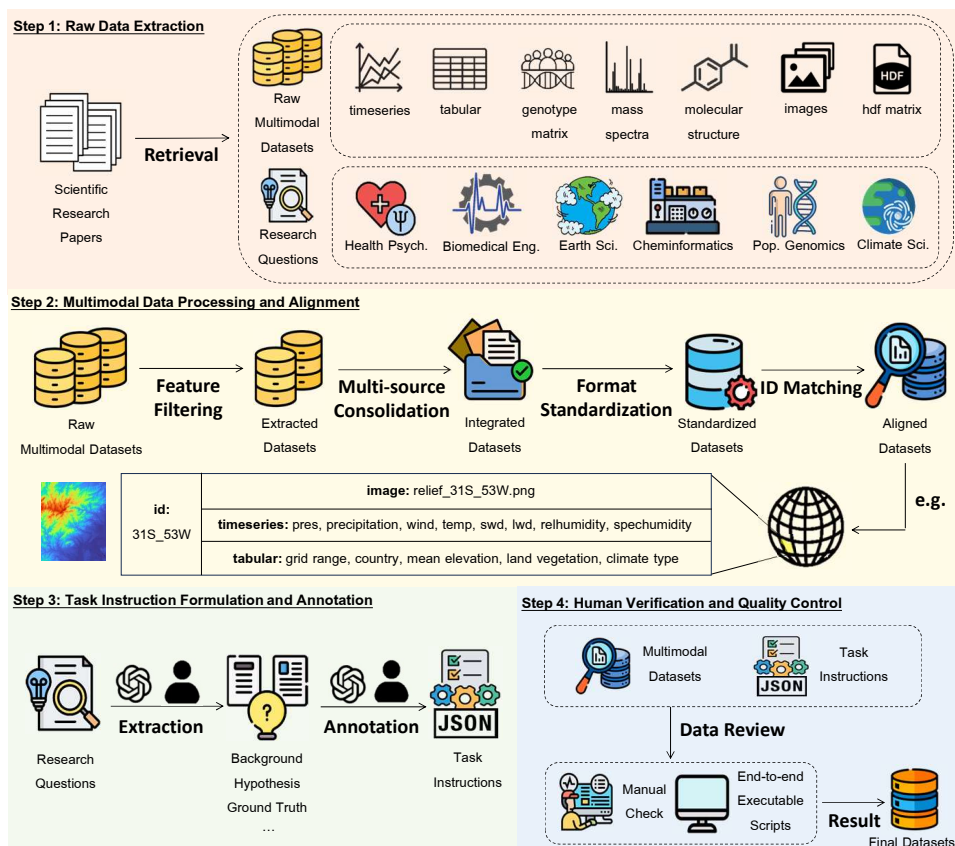 Step 1: Raw Data Extraction
Scientific
Research
Papers
Retrieval
Raw
Multimodal
Datasets
Research
Questions
timeseries
tabular
genotype
matrix
mass
spectra
molecular
structure
images
HDF
hdf matrix
Health Psych.
Biomedical Eng.
Earth Sci.
Cheminformatics
Pop. Genomics
Climate Sci.
Step 2: Multimodal Data Processing and Alignment
Raw
Multimodal Datasets
Feature
Filtering
Extracted
Datasets
Multi-source
Consolidation
Integrated
Datasets
Format
Standardization
Standardized
Datasets
ID Matching
Aligned
Datasets
e.g.
id:
31S_53W
image: relief_31S_53W.png
timeseries: pres, precipitation, wind, temp, swd, lwd, relhumidity, spechumidity
tabular: grid range, country, mean elevation, land vegetation, climate type
Step 3: Task Instruction Formulation and Annotation
Research
Questions
Extraction
?
Background
Hypothesis
Ground Truth
...
Annotation
JSON
Task
Instructions
Step 4: Human Verification and Quality Control
Multimodal
Datasets
JSON
Task
Instructions
Data Review
Manual
Check
End-to-end
Executable
Scripts
Result
Final Datasets